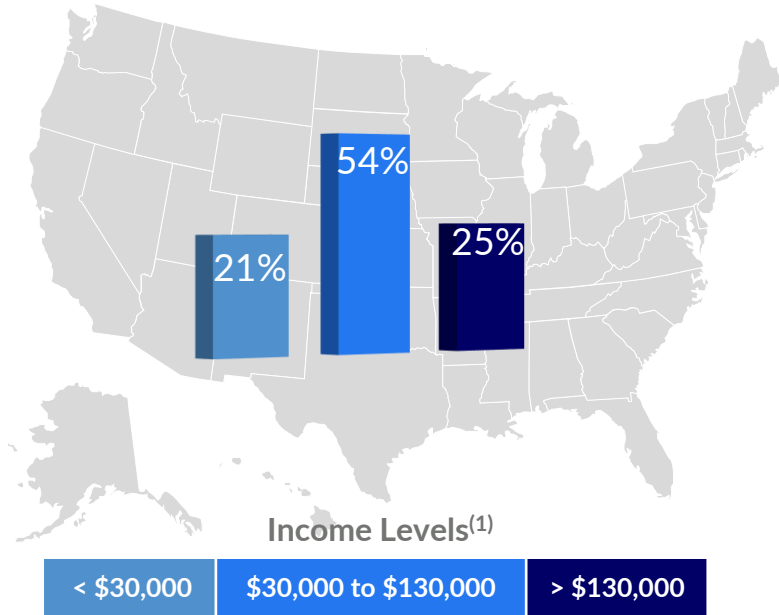 54%
25%
21%
Income Levels(1)
< $30,000
$30,000 to $130,000
> $130,000